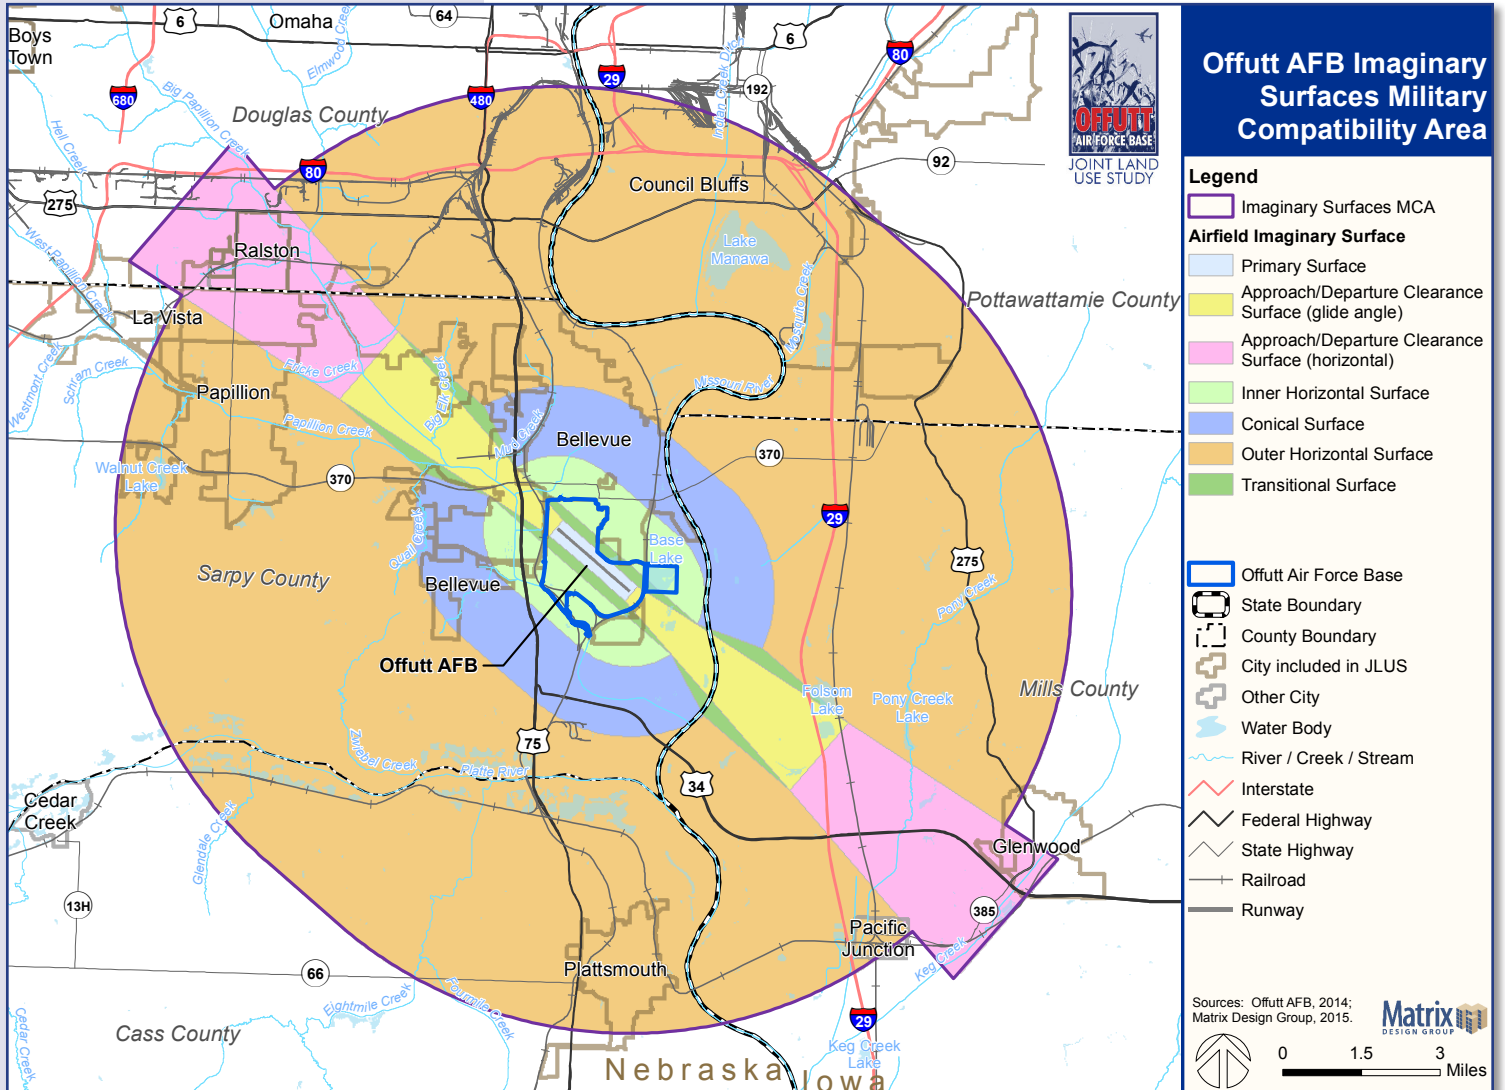 Offutt AFB Imaginary
Surfaces Military
Compatibility Area
OFFUTT
AIR FORCE BASE
JOINT LAND
USE STUDY
Legend
Imaginary Surfaces MCA
Airfield Imaginary Surface
Primary Surface
Approach/Departure Clearance
Surface (glide angle)
Approach/Departure Clearance
Surface (horizontal)
Inner Horizontal Surface
Conical Surface
Outer Horizontal Surface
Transitional Surface
Offutt Air Force Base
State Boundary
County Boundary
City included in JLUS
Other City
Water Body
River / Creek / Stream
Interstate
Federal Highway
State Highway
Railroad
Runway
Sources: Offutt AFB, 2014;
Matrix Design Group, 2015.
Matrix
DESIGN GROUP
0 1.5 3
Miles
6
Omaha
64
6
80
Boys
Town
Elmwood Creek
29
680
480
192
Indian Creek Ditch
Big Papillion Creek
Douglas County
Hell Creek
80
92
Council Bluffs
275
West Papillion Creek
Ralston
Lake
Manawa
Mosquito Creek
Pottawattamie County
La Vista
Westmont Creek
Schram Creek
Fricke Creek
Big Elk Creek
Missouri River
Papillion
Papillion Creek
Mud Creek
Bellevue
370
Walnut Creek
Lake
370
29
Quail Creek
Base
Lake
275
Sarpy County
Bellevue
Pony Creek
Offutt AFB
Folsom
Lake
Pony Creek
Lake
Mills County
75
Zwiebel Creek
Platte River
34
Cedar
Creek
Glendale Creek
Glenwood
13H
385
Pacific
Junction
Keg Creek
66
Plattsmouth
Eightmile Creek
Fourmile Creek
29
Cedar Creek
Cass County
Keg Creek
Lake
Nebraska
Iowa